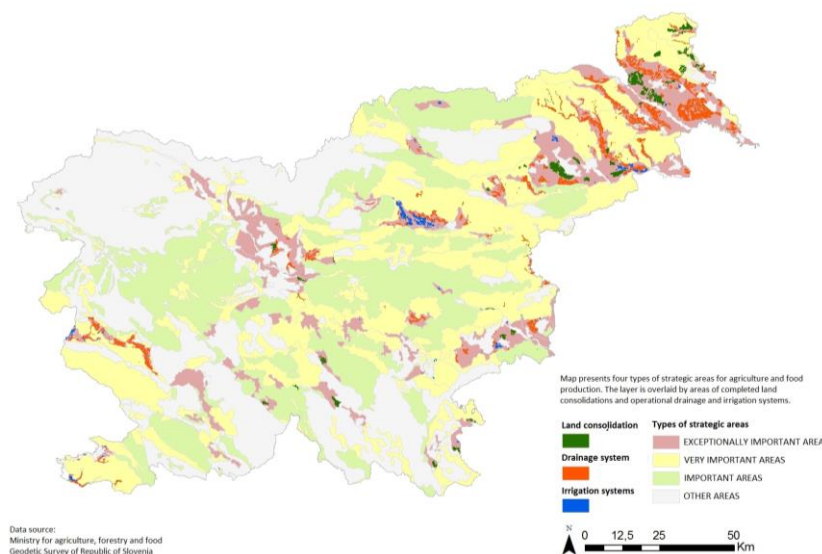 Map presents four types of strategic areas for agriculture and food
production. The layer is overlaid by areas of completed land
consolidations and operational drainage and irrigation systems.
Land consolidation
Drainage system
Irrigation systems
Types of strategic areas
EXCEPTIONALLY IMPORTANT AREA
VERY IMPORTANT AREAS
IMPORTANT AREAS
OTHER AREAS
N
0 12,5 25 50
Km
Data source:
Ministry for agriculture, forestry and food
Geodetic Survey of Republic of Slovenia